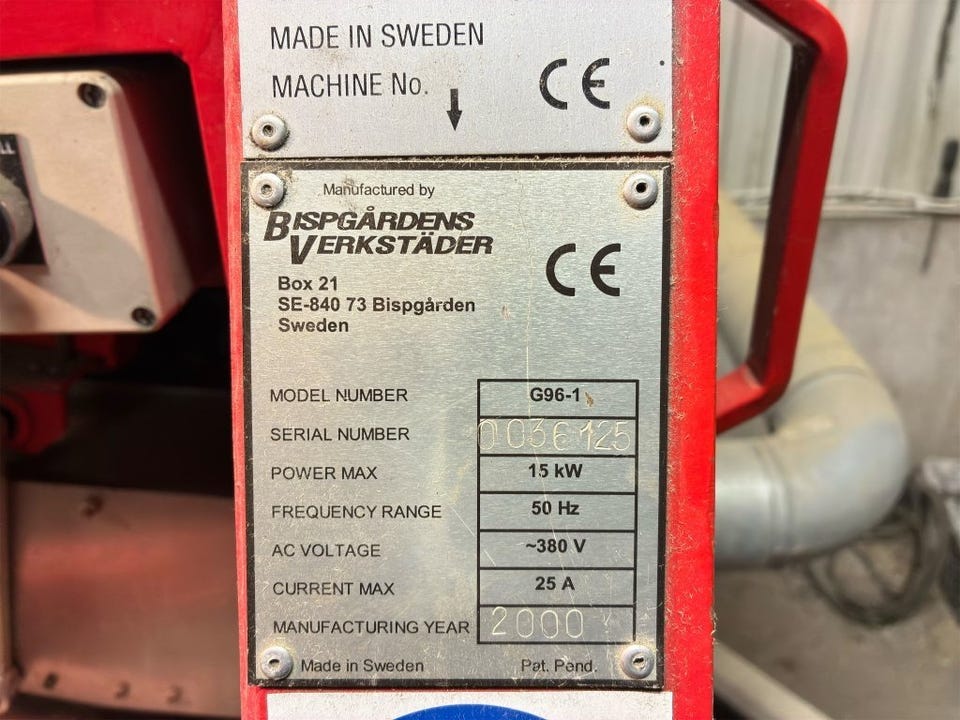 MADE IN SWEDEN
MACHINE No. ↓ CE
Manufactured by
BISPGÅRDENS
VERKSTÄDER CE
Box 21
SE-840 73 Bispgården
Sweden
MODEL NUMBER G96-1
SERIAL NUMBER 0036125
POWER MAX 15 kW
FREQUENCY RANGE 50 Hz
AC VOLTAGE ~380 V
CURRENT MAX 25 A
MANUFACTURING YEAR 2000
Made in Sweden Pat. Pend.